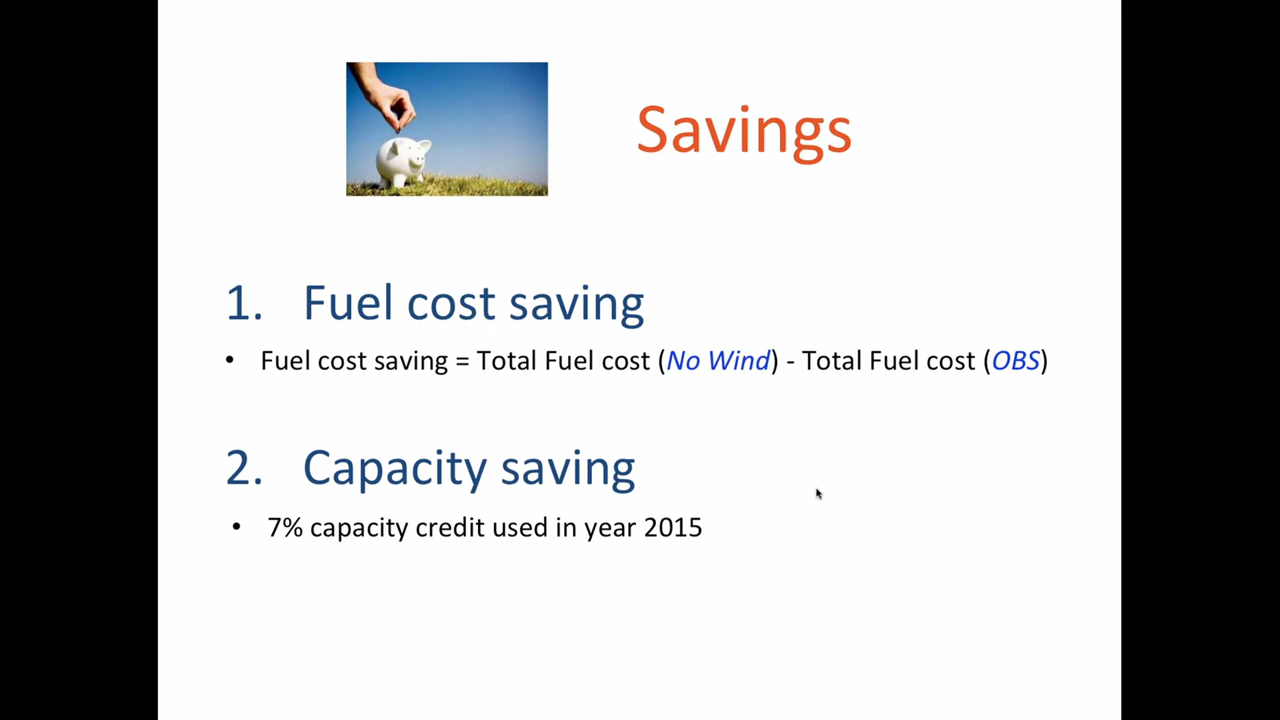 Savings
1. Fuel cost saving
• Fuel cost saving = Total Fuel cost (No Wind) - Total Fuel cost (OBS)
2. Capacity saving
• 7% capacity credit used in year 2015